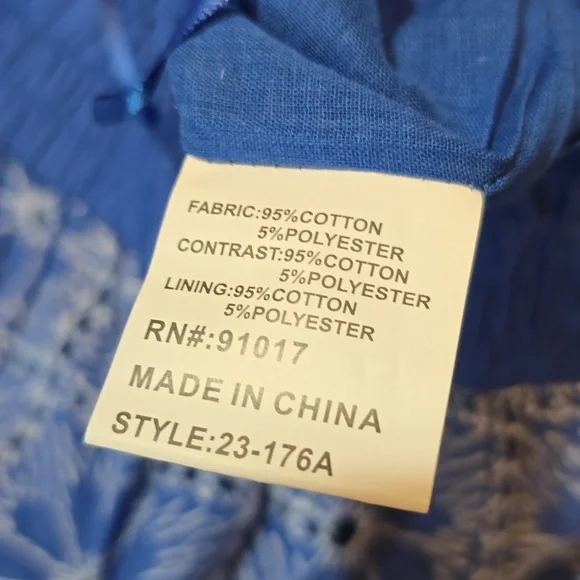 FABRIC:95%COTTON
5%POLYESTER
CONTRAST:95%COTTON
5%POLYESTER
LINING:95%COTTON
5%POLYESTER
RN#:91017
MADE IN CHINA
STYLE:23-176A